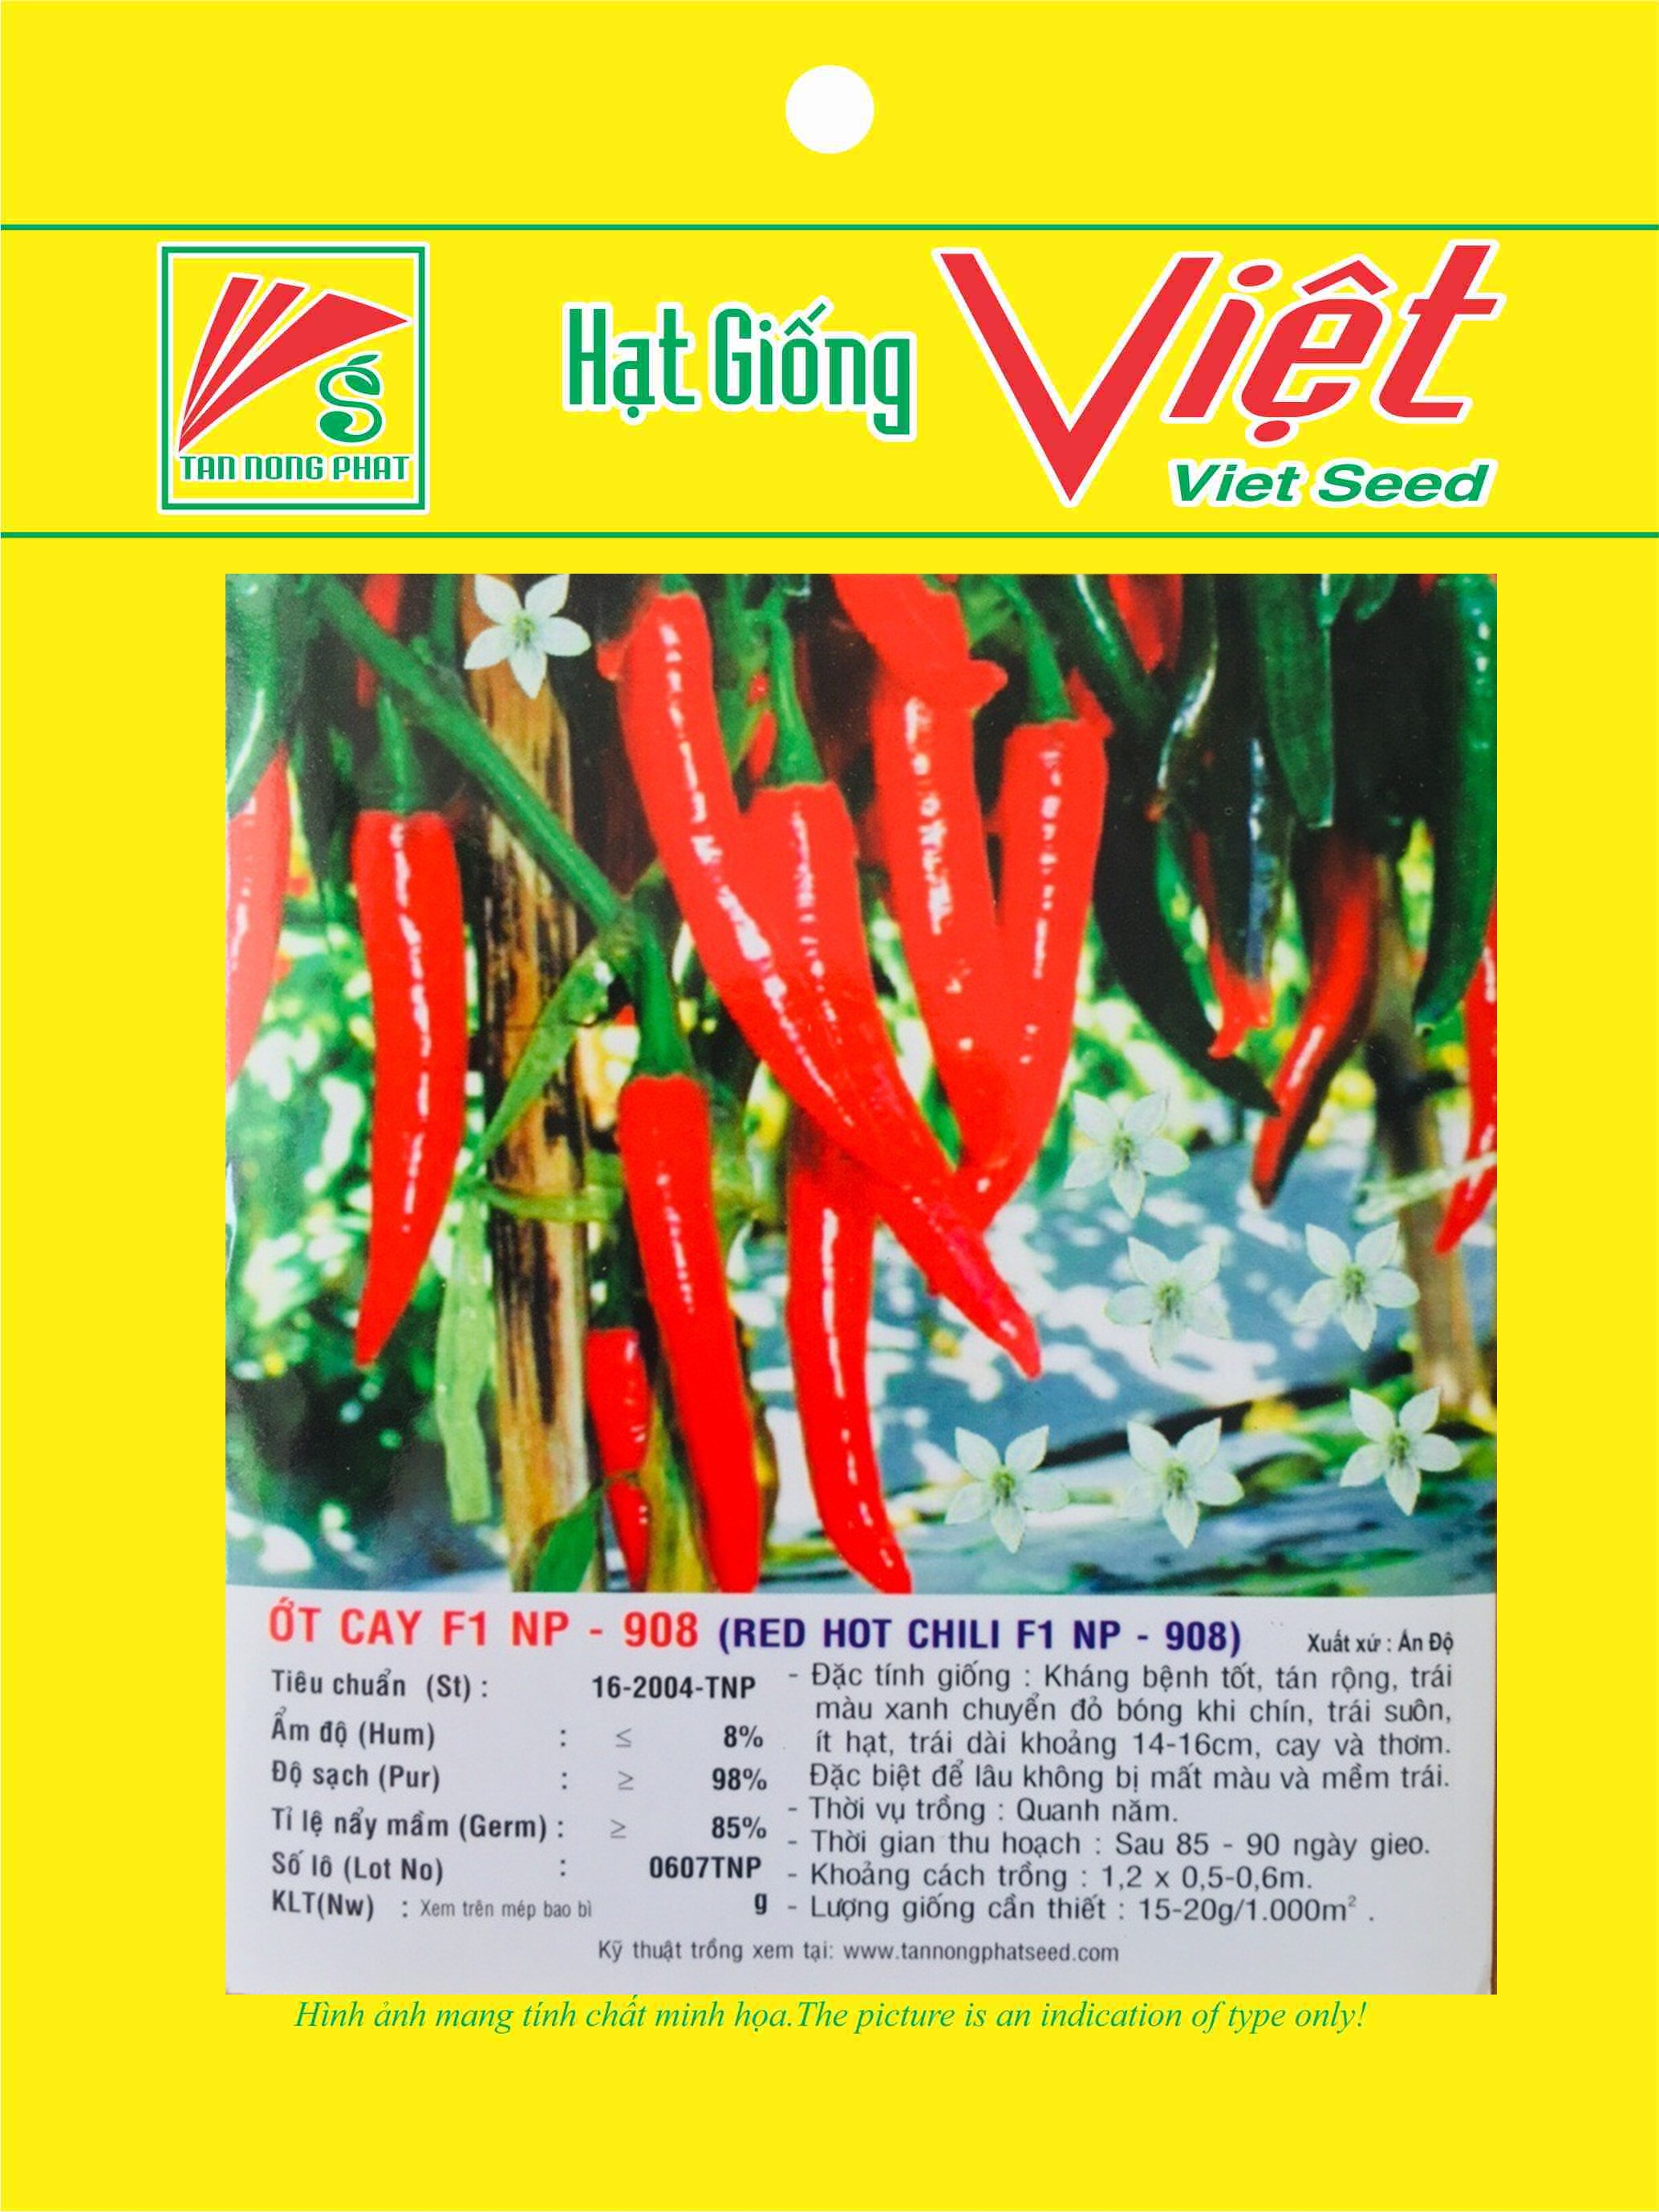 TAN NONG PHAT
Hạt Giống Việt
Viet Seed
ỚT CAY F1 NP - 908 (RED HOT CHILI F1 NP - 908) Xuất xứ : Ấn Độ
Tiêu chuẩn (St) : 16-2004-TNP
Ẩm độ (Hum) : ≤ 8%
Độ sạch (Pur) : ≥ 98%
Tỉ lệ nẩy mầm (Germ) : ≥ 85%
Số lô (Lot No) : 0607TNP
KLT(Nw) : Xem trên mép bao bì g
- Đặc tính giống : Kháng bệnh tốt, tán rộng, trái
màu xanh chuyển đỏ bóng khi chín, trái suôn,
ít hạt, trái dài khoảng 14-16cm, cay và thơm.
Đặc biệt để lâu không bị mất màu và mềm trái.
- Thời vụ trồng : Quanh năm.
- Thời gian thu hoạch : Sau 85 - 90 ngày gieo.
- Khoảng cách trồng : 1,2 x 0,5-0,6m.
- Lượng giống cần thiết : 15-20g/1.000m² .
Kỹ thuật trồng xem tại: www.tannongphatseed.com
Hình ảnh mang tính chất minh họa.The picture is an indication of type only!